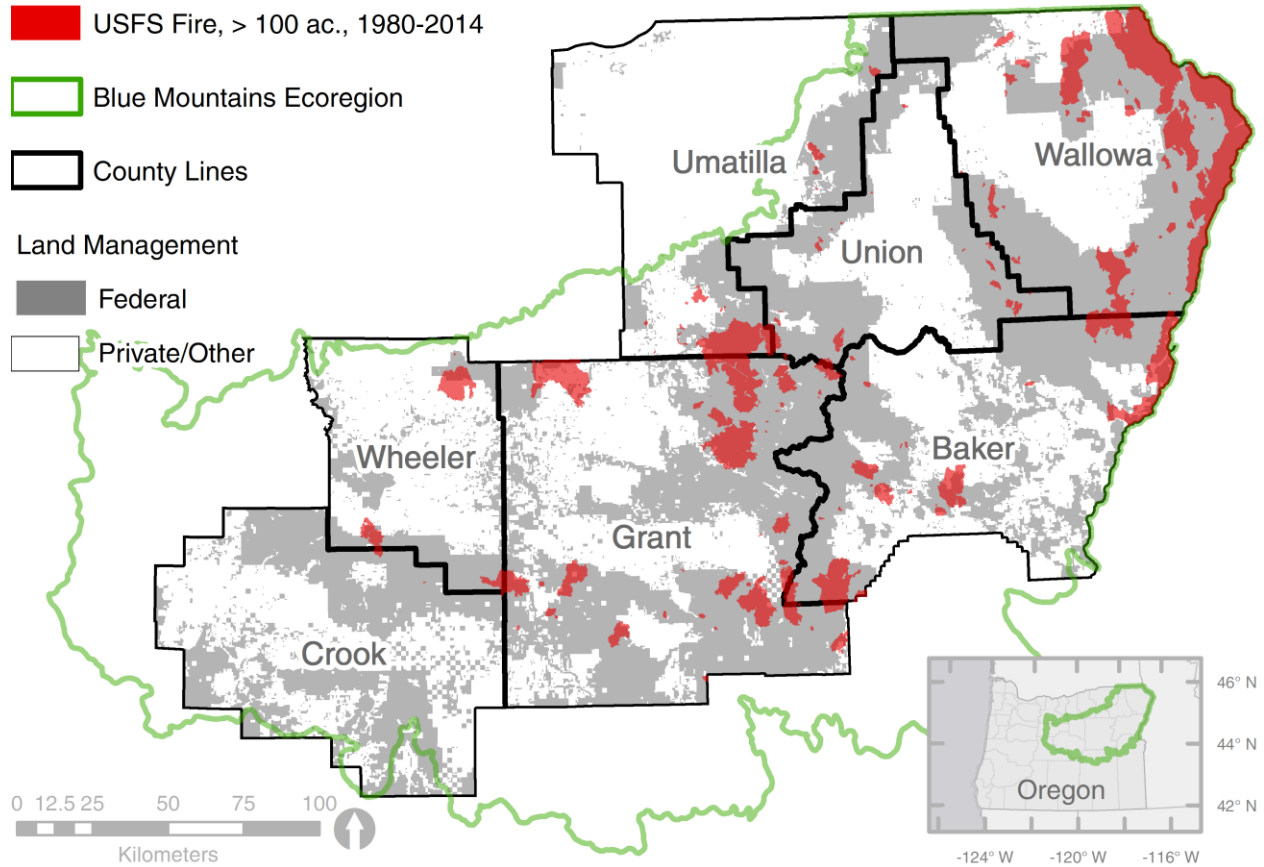 USFS Fire, > 100 ac., 1980-2014
Blue Mountains Ecoregion
County Lines
Land Management
Federal
Private/Other
Umatilla
Wallowa
Union
Wheeler
Baker
Grant
Crook
0 12.5 25 50 75 100
Kilometers
46° N
44° N
42° N
Oregon
-124° W -120° W -116° W